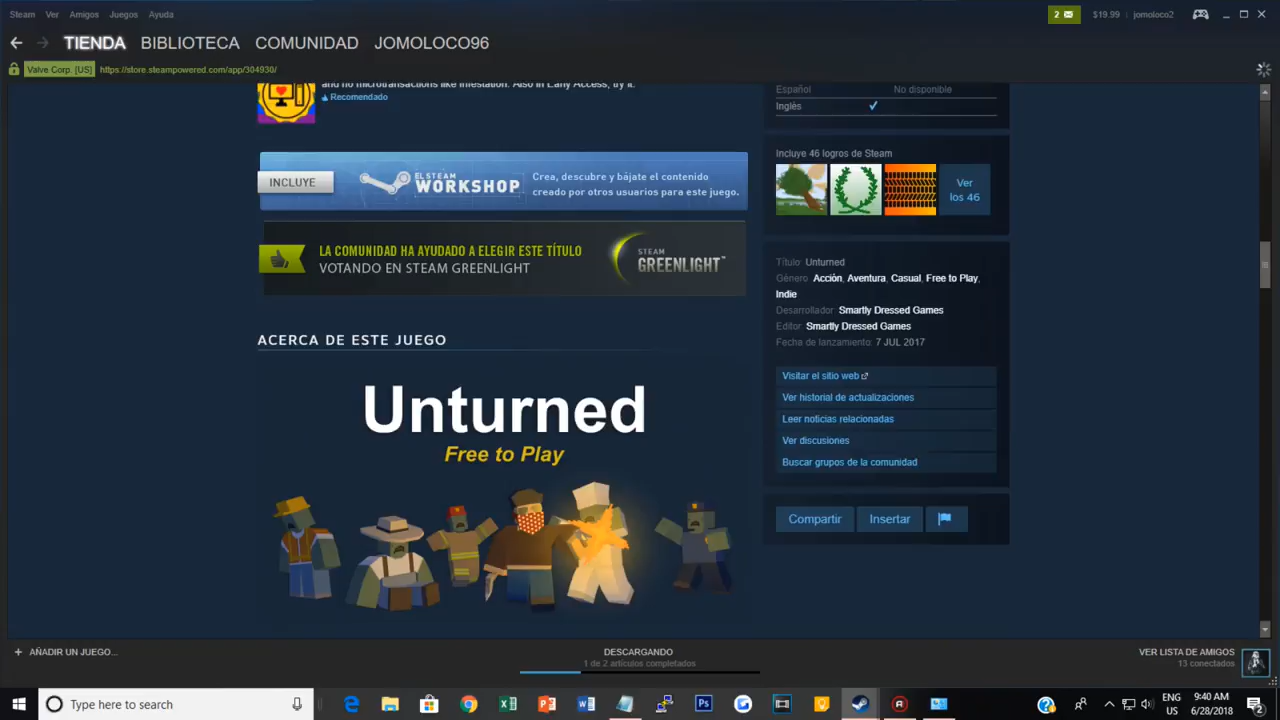 Steam Ver Amigos Juegos Ayuda
2 $19.99 jomoloco2
TIENDA BIBLIOTECA COMUNIDAD JOMOLOCO96
Valve Corp. [US] https://store.steampowered.com/app/304930/
and no microtransactions like Infestation. Also in Early Access, ay it.
Recomendado
INCLUYE
EL STEAM
WORKSHOP
Crea, descubre y bájate el contenido
creado por otros usuarios para este juego.
LA COMUNIDAD HA AYUDADO A ELEGIR ESTE TÍTULO
VOTANDO EN STEAM GREENLIGHT
STEAM
GREENLIGHT™
ACERCA DE ESTE JUEGO
Unturned
Free to Play
Español No disponible
Inglés
Incluye 46 logros de Steam
Ver
los 46
Título: Unturned
Género: Acción, Aventura, Casual, Free to Play,
Indie
Desarrollador: Smartly Dressed Games
Editor: Smartly Dressed Games
Fecha de lanzamiento: 7 JUL 2017
Visitar el sitio web
Ver historial de actualizaciones
Leer noticias relacionadas
Ver discusiones
Buscar grupos de la comunidad
Compartir Insertar
+ AÑADIR UN JUEGO...
DESCARGANDO
1 de 2 artículos completados
VER LISTA DE AMIGOS
13 conectados
Type here to search
ENG
US
9:40 AM
6/28/2018
2